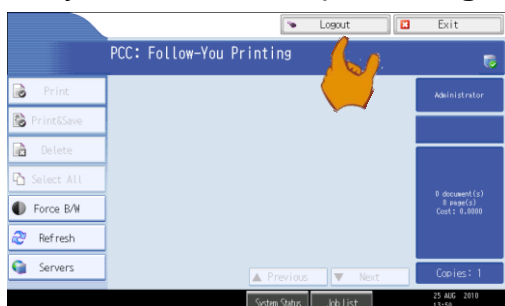 Logout
Exit
PCC: Follow-You Printing
Print
Administrator
Print&Save
Delete
Select All
0 document(s)
0 page(s)
Cost: 0.0000
Force B/W
Refresh
Servers
Previous
Next
Copies: 1
System Status
Job List
25 AUG 2010
13:50